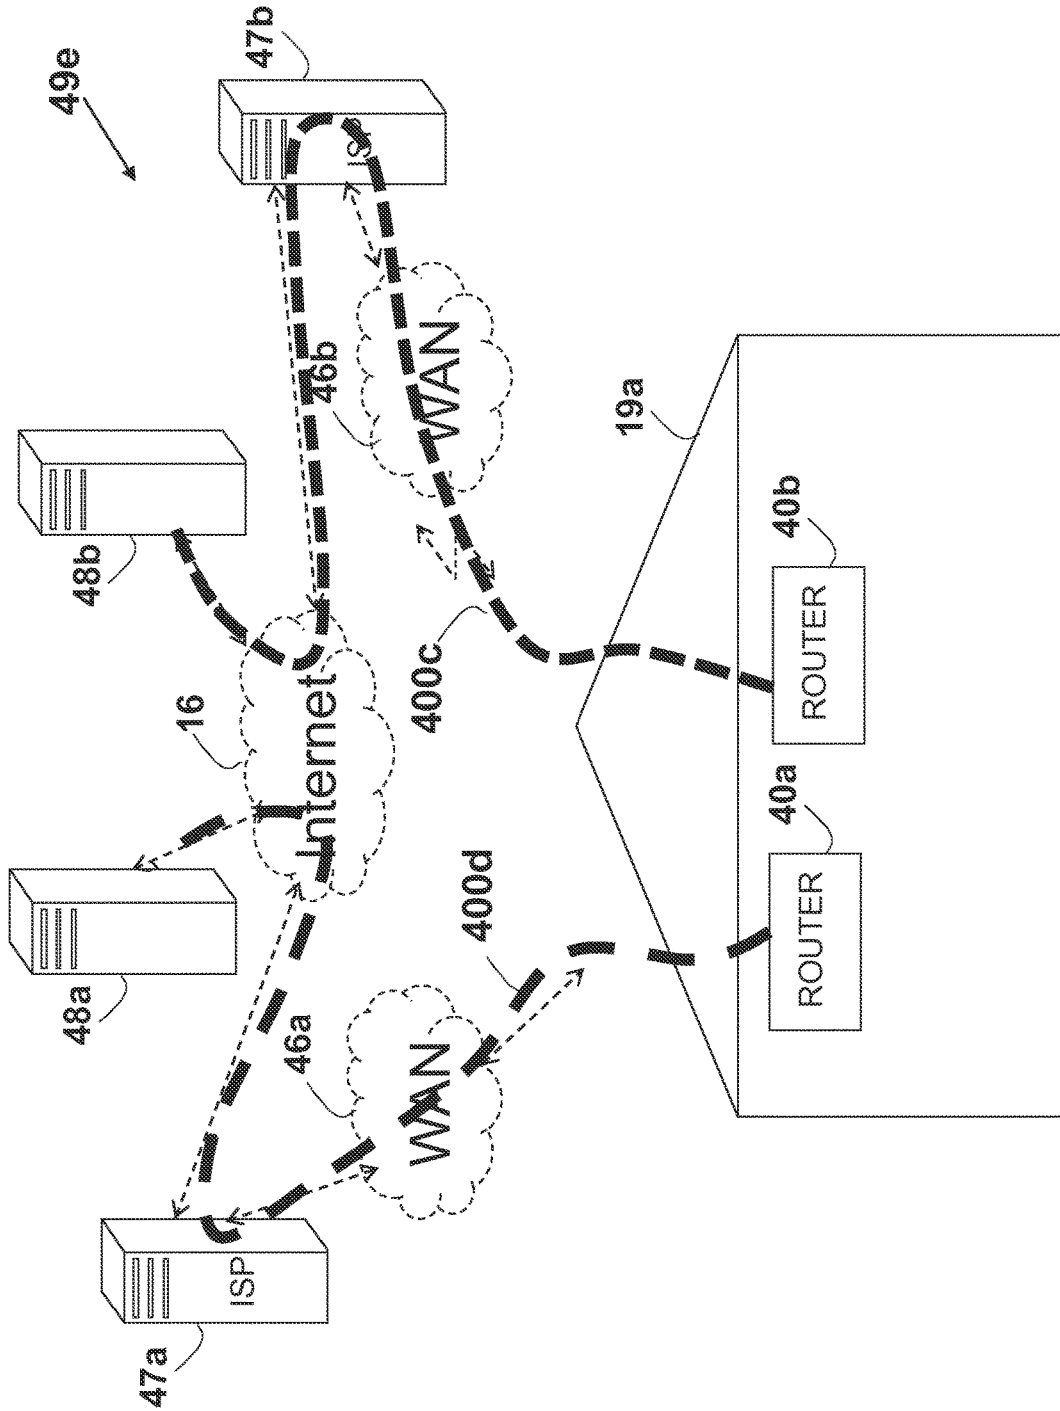 49e
47b
ISP
46b
WAN
48b
16
Internet
400c
48a
400d
46a
WAN
47a
ISP
19a
40b
ROUTER
40a
ROUTER